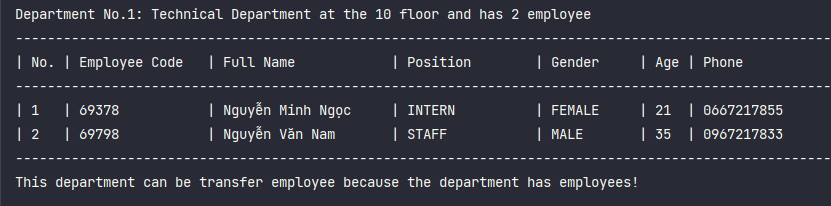 Department No.1: Technical Department at the 10 floor and has 2 employee
-------------------------------------------------------------------------------------------------------
| No. | Employee Code | Full Name | Position | Gender | Age | Phone
-------------------------------------------------------------------------------------------------------
| 1 | 69378 | Nguyễn Minh Ngọc | INTERN | FEMALE | 21 | 0667217855
| 2 | 69798 | Nguyễn Văn Nam | STAFF | MALE | 35 | 0967217833
-------------------------------------------------------------------------------------------------------
This department can be transfer employee because the department has employees!